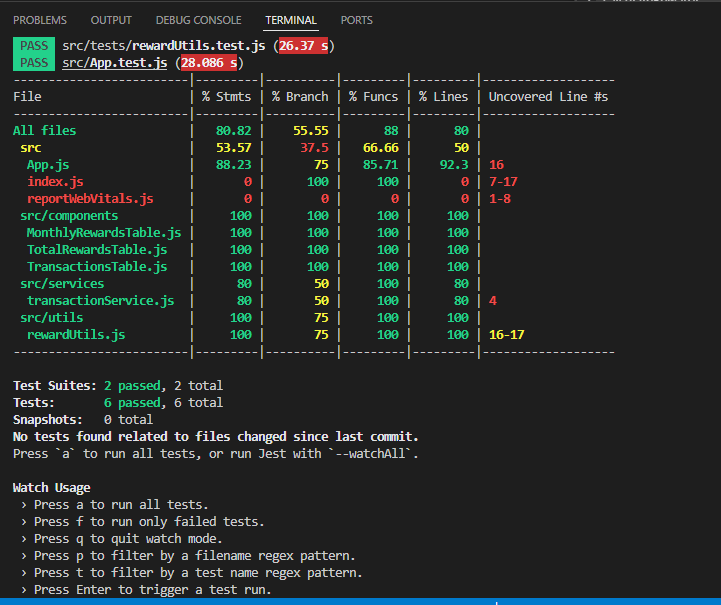 PROBLEMS OUTPUT DEBUG CONSOLE TERMINAL PORTS
PASS src/tests/rewardUtils.test.js (26.37 s)
PASS src/App.test.js (28.086 s)
-------------------------|---------|----------|---------|---------|-------------------
File | % Stmts | % Branch | % Funcs | % Lines | Uncovered Line #s
-------------------------|---------|----------|---------|---------|-------------------
All files | 80.82 | 55.55 | 88 | 80 |
src | 53.57 | 37.5 | 66.66 | 50 |
App.js | 88.23 | 75 | 85.71 | 92.3 | 16
index.js | 0 | 100 | 100 | 0 | 7-17
reportWebVitals.js | 0 | 0 | 0 | 0 | 1-8
src/components | 100 | 100 | 100 | 100 |
MonthlyRewardsTable.js | 100 | 100 | 100 | 100 |
TotalRewardsTable.js | 100 | 100 | 100 | 100 |
TransactionsTable.js | 100 | 100 | 100 | 100 |
src/services | 80 | 50 | 100 | 80 |
transactionService.js | 80 | 50 | 100 | 80 | 4
src/utils | 100 | 75 | 100 | 100 |
rewardUtils.js | 100 | 75 | 100 | 100 | 16-17
-------------------------|---------|----------|---------|---------|-------------------
Test Suites: 2 passed, 2 total
Tests: 6 passed, 6 total
Snapshots: 0 total
No tests found related to files changed since last commit.
Press `a` to run all tests, or run Jest with `--watchAll`.
Watch Usage
› Press a to run all tests.
› Press f to run only failed tests.
› Press q to quit watch mode.
› Press p to filter by a filename regex pattern.
› Press t to filter by a test name regex pattern.
› Press Enter to trigger a test run.